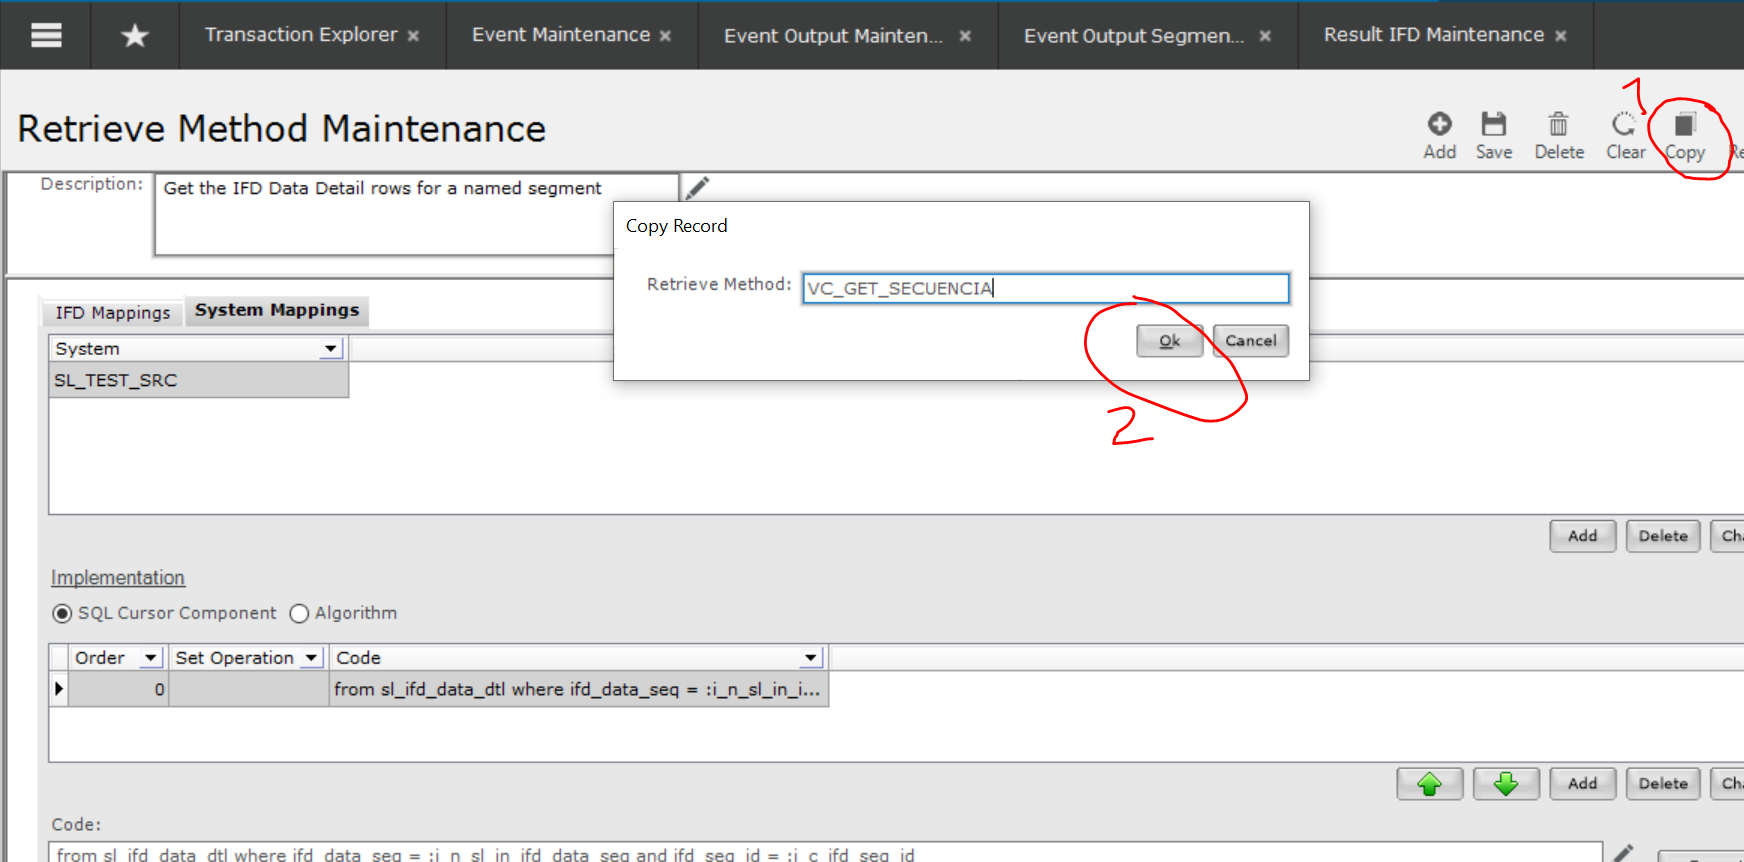 Transaction Explorer ×
Event Maintenance ×
Event Output Mainten... ×
Event Output Segmen... ×
Result IFD Maintenance ×
1
Retrieve Method Maintenance
Add
Save
Delete
Clear
Copy
Description:
Get the IFD Data Detail rows for a named segment
Copy Record
Retrieve Method:
VC_GET_SECUENCIA
Ok
Cancel
2
IFD Mappings
System Mappings
System
SL_TEST_SRC
Add
Delete
Implementation
SQL Cursor Component
Algorithm
Order
Set Operation
Code
0
from sl_ifd_data_dtl where ifd_data_seq = :i_n_sl_in_i...
Add
Delete
Code:
from sl_ifd_data_dtl where ifd_data_seq = :i_n_sl_in_ifd_data_seq and ifd_seq_id = :i_c_ifd_seq_id